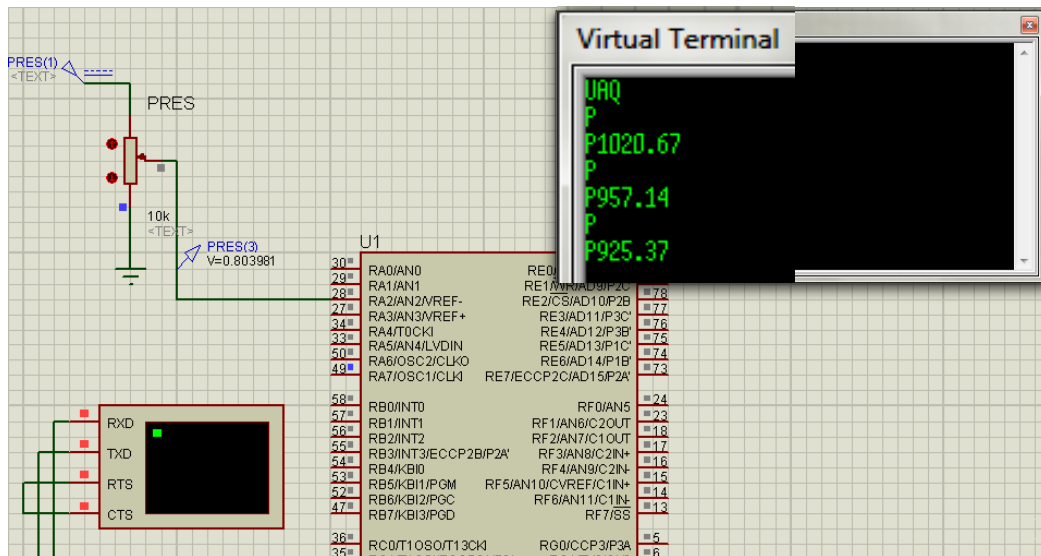 Virtual Terminal
UAQ
P
P1020.67
P
P957.14
P
P925.37
PRES(1)
<TEXT>
PRES
10k
<TEXT>
PRES(3)
V=0.803981
U1
30 RA0/AN0
29 RA1/AN1
28 RA2/AN2/VREF-
27 RA3/AN3/VREF+
34 RA4/T0CKI
33 RA5/AN4/LVDIN
50 RA6/OSC2/CLKO
49 RA7/OSC1/CLKI
58 RB0/INT0
57 RB1/INT1
56 RB2/INT2
55 RB3/INT3/ECCP2B/P2A'
54 RB4/KBI0
53 RB5/KBI1/PGM
52 RB6/KBI2/PGC
47 RB7/KBI3/PGD
36 RC0/T1OSO/T13CKI
35
RE0/
RE1/WR/AD9/P2C
RE2/CS/AD10/P2B 78
RE3/AD11/P3C' 77
RE4/AD12/P3B' 76
RE5/AD13/P1C' 75
RE6/AD14/P1B' 74
RE7/ECCP2C/AD15/P2A' 73
RF0/AN5 24
RF1/AN6/C2OUT 23
RF2/AN7/C1OUT 18
RF3/AN8/C2IN+ 17
RF4/AN9/C2IN- 16
RF5/AN10/CVREF/C1IN+ 15
RF6/AN11/C1IN- 14
RF7/SS 13
RG0/CCP3/P3A 5
6
RXD
TXD
RTS
CTS